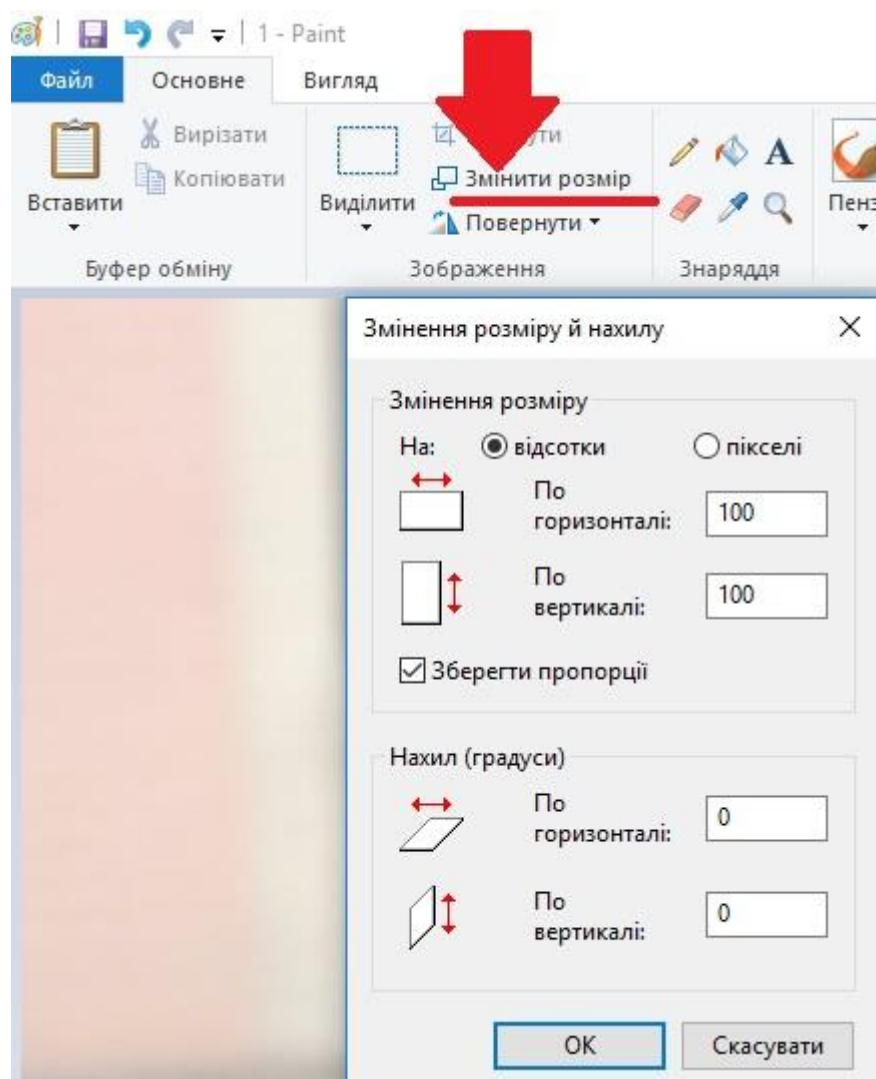 1 - Paint
Файл Основне Вигляд
Вирізати
Змінити розмір
Копіювати
Вставити
Виділити
Повернути
Пенз
A
Буфер обміну Зображення Знаряддя
Змінення розміру й нахилу
Змінення розміру
На: відсотки пікселі
По
горизонталі: 100
По
вертикалі: 100
Зберегти пропорції
Нахил (градуси)
По
горизонталі: 0
По
вертикалі: 0
OK Скасувати